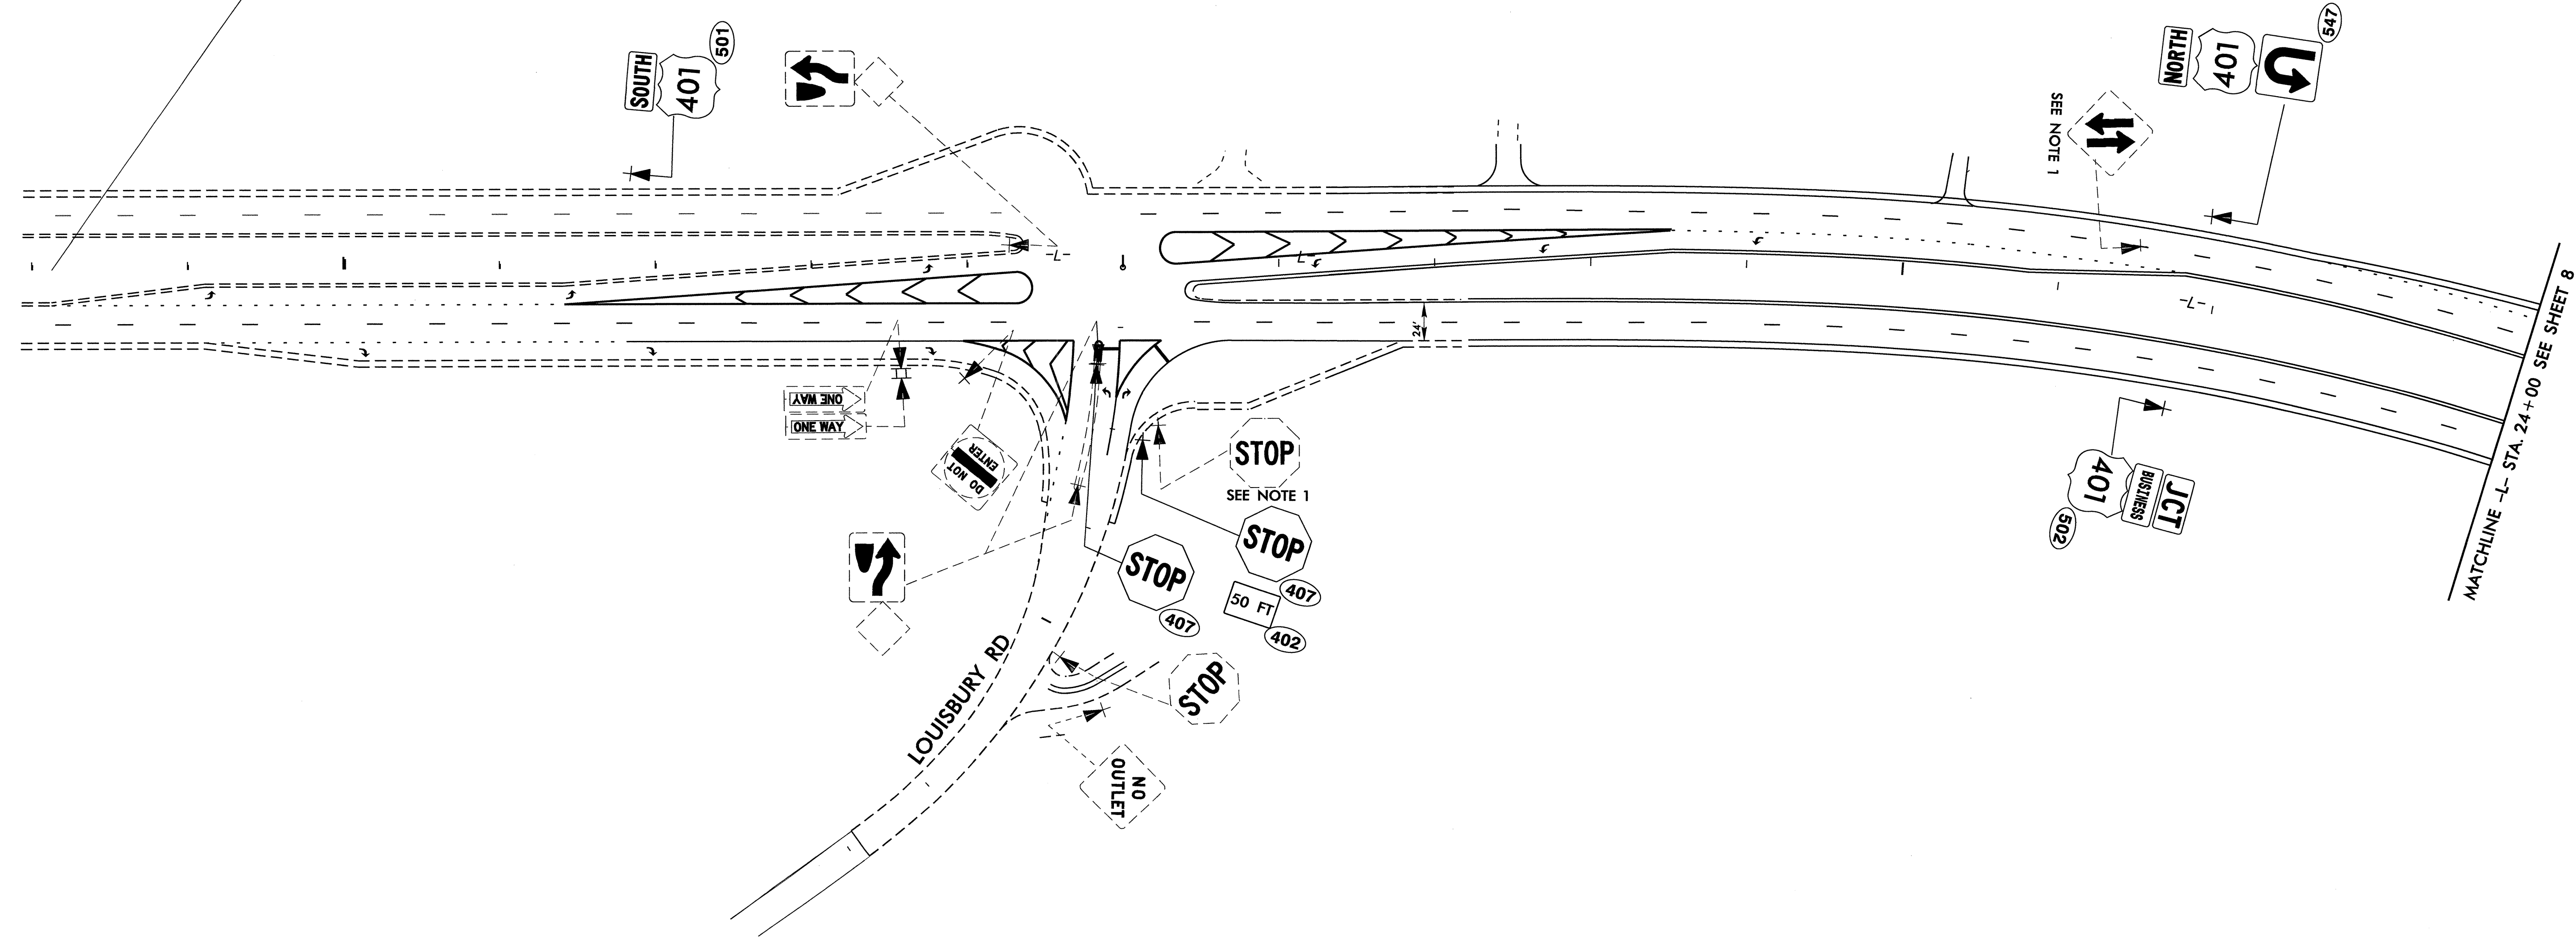 SOUTH
401
501
NORTH
401
547
SEE NOTE 1
-L-
-L-
-L-
24'
ONE WAY
ONE WAY
DO NOT
ENTER
STOP
SEE NOTE 1
STOP
407
50 FT
402
STOP
407
STOP
NO
OUTLET
LOUISBURY RD
JCT
BUSINESS
401
502
MATCHLINE -L- STA. 24+00 SEE SHEET 8